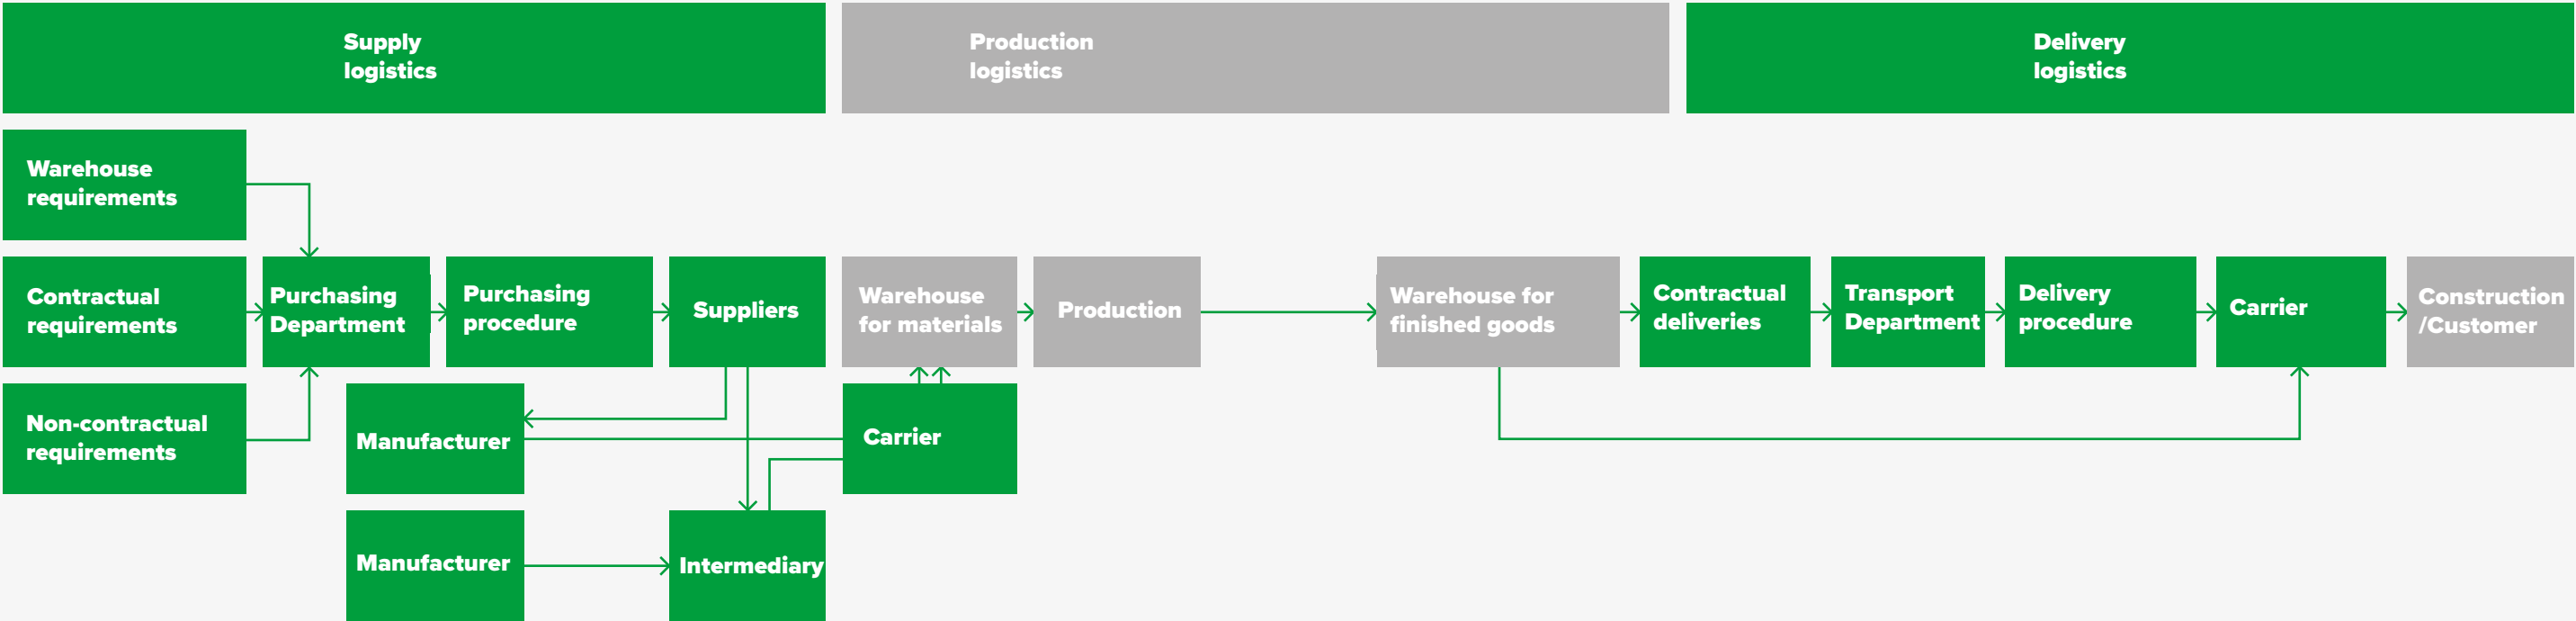 Supply
logistics
Production
logistics
Delivery
logistics
Warehouse
requirements
Contractual
requirements
Purchasing
Department
Purchasing
procedure
Suppliers
Warehouse
for materials
Production
Warehouse for
finished goods
Contractual
deliveries
Transport
Department
Delivery
procedure
Carrier
Construction
/Customer
Non-contractual
requirements
Manufacturer
Carrier
Manufacturer
Intermediary